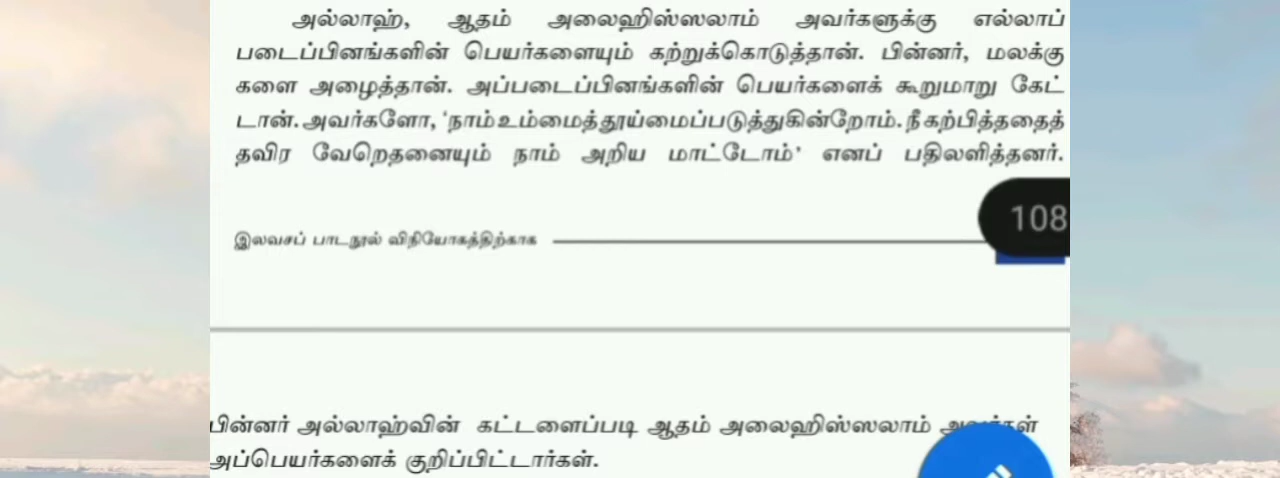 அல்லாஹ், ஆதம் அலைஹிஸ்ஸலாம் அவர்களுக்கு எல்லாப்
படைப்பினங்களின் பெயர்களையும் கற்றுக்கொடுத்தான். பின்னர், மலக்கு
களை அழைத்தான். அப்படைப்பினங்களின் பெயர்களைக் கூறுமாறு கேட்
டான். அவர்களோ, ‘நாம் உம்மைத் தூய்மைப்படுத்துகின்றோம். நீ கற்பித்ததைத்
தவிர வேறெதனையும் நாம் அறிய மாட்டோம்’ எனப் பதிலளித்தனர்.
108
இலவசப் பாடநூல் விநியோகத்திற்காக
பின்னர் அல்லாஹ்வின் கட்டளைப்படி ஆதம் அலைஹிஸ்ஸலாம்
அப்பெயர்களைக் குறிப்பிட்டார்கள்.